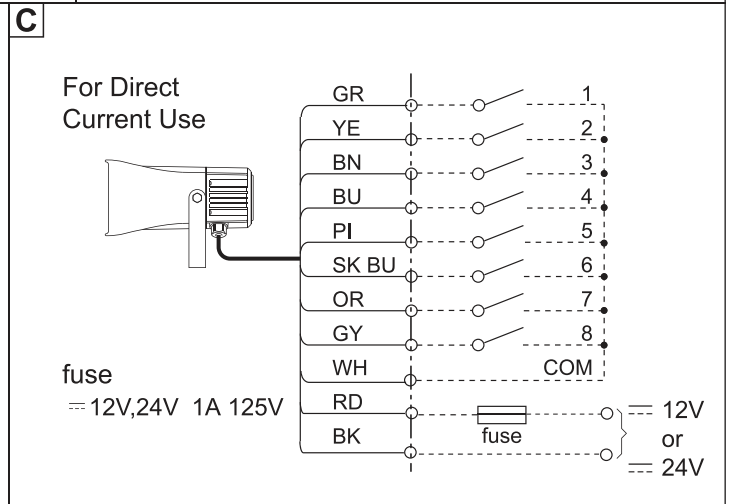 C
For Direct
Current Use
GR 1
YE 2
BN 3
BU 4
PI 5
SK BU 6
OR 7
GY 8
WH COM
fuse
⎓12V,24V 1A 125V
RD
fuse
BK
⎓ 12V
or
⎓ 24V